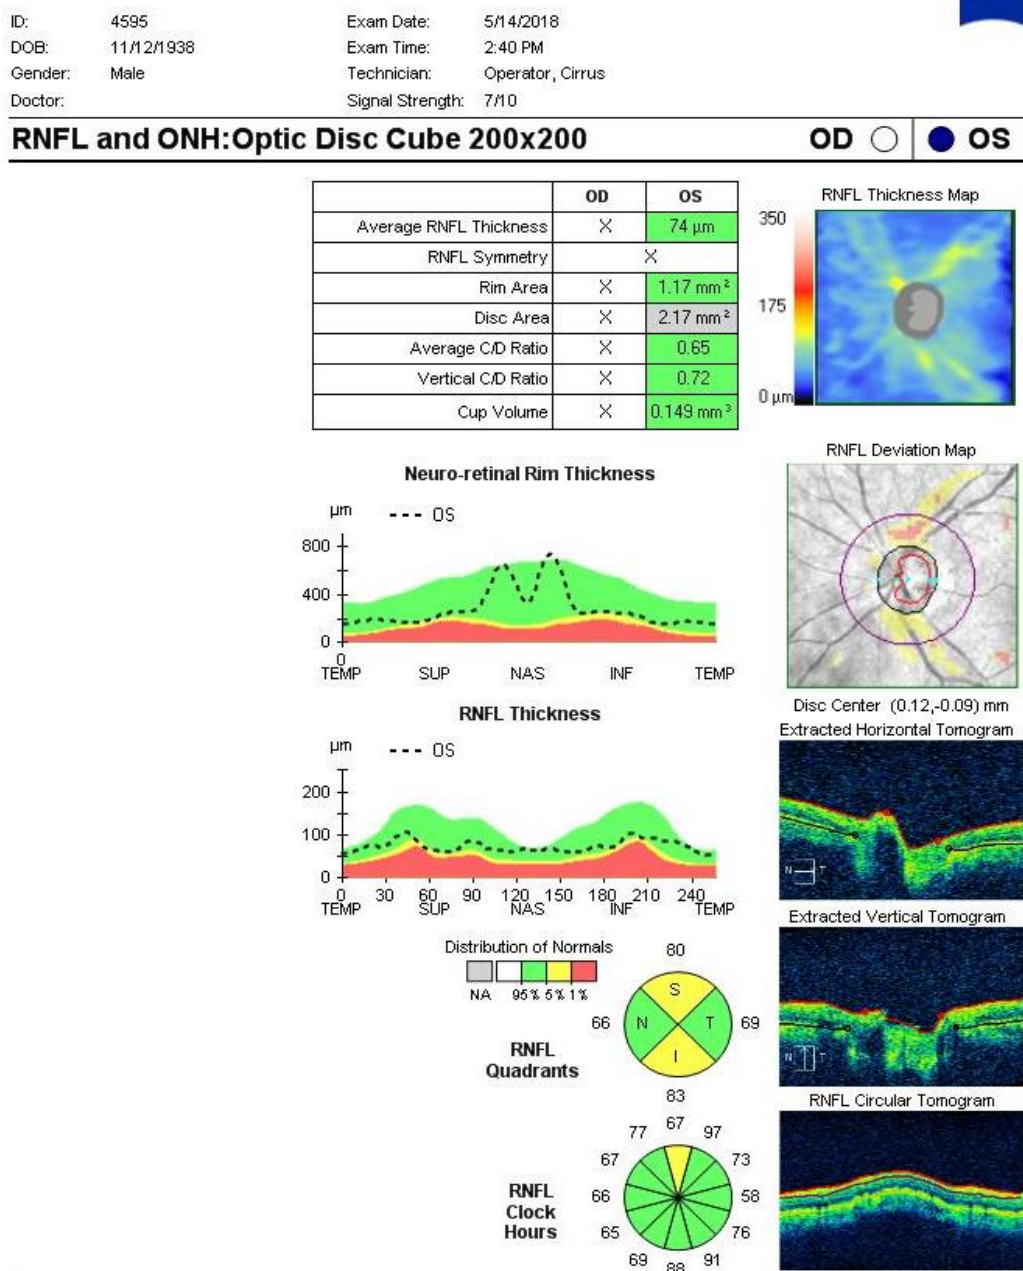 ID: 4595 Exam Date: 5/14/2018
DOB: 11/12/1938 Exam Time: 2:40 PM
Gender: Male Technician: Operator, Cirrus
Doctor: Signal Strength: 7/10
RNFL and ONH:Optic Disc Cube 200x200 OD OS
OD OS
Average RNFL Thickness X 74 µm
RNFL Symmetry X
Rim Area X 1.17 mm²
Disc Area X 2.17 mm²
Average C/D Ratio X 0.65
Vertical C/D Ratio X 0.72
Cup Volume X 0.149 mm³
RNFL Thickness Map
350
175
0 µm
RNFL Deviation Map
Disc Center (0.12,-0.09) mm
Neuro-retinal Rim Thickness
µm --- OS
800
400
0
0
TEMP SUP NAS INF TEMP
RNFL Thickness
µm --- OS
200
100
0
0 30 60 90 120 150 180 210 240
TEMP SUP NAS INF TEMP
Extracted Horizontal Tomogram
N T
Extracted Vertical Tomogram
N T
RNFL Circular Tomogram
Distribution of Normals
NA 95% 5% 1%
RNFL
Quadrants
80
S
66 N T 69
I
83
RNFL
Clock
Hours
67
77 97
67 73
66 58
65 76
69 91
88